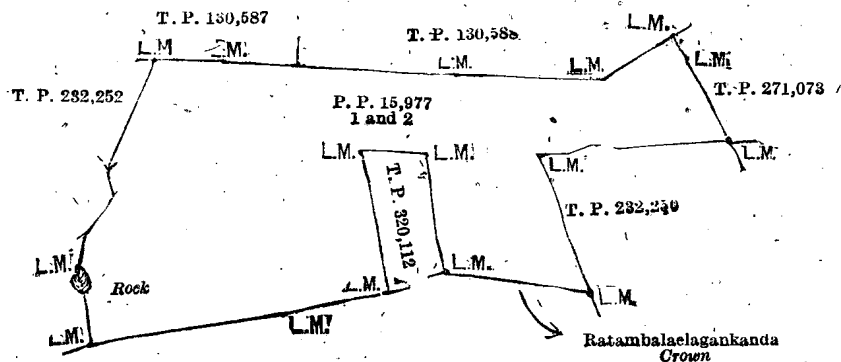 T. P. 130,587
L.M.
T. P. 130,588
L.M
L.M.
L.M.
L.M.
L.M.
T. P. 232,252
T. P. 271,073
P. P. 15,977
1 and 2
L.M.
L.M.
L.M.
L.M.
T. P. 320,112
T. P. 232,250
L.M.
L.M.
Rock
L.M.
L.M.
L.M.
L.M.
L.M.
Ratambalaelagankanda
Crown